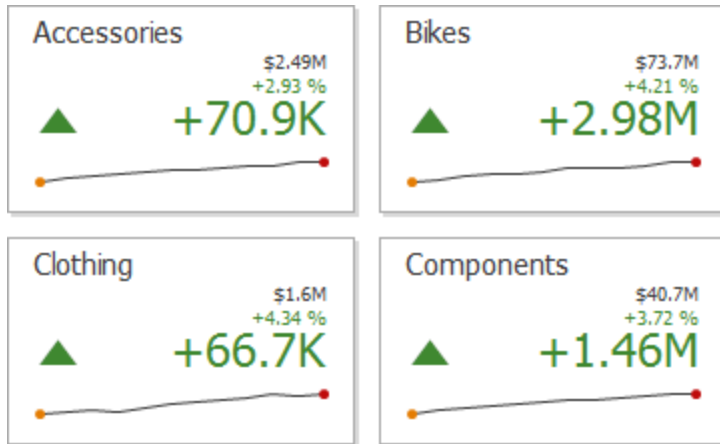 Accessories
$2.49M
+2.93 %
+70.9K
Bikes
$73.7M
+4.21 %
+2.98M
Clothing
$1.6M
+4.34 %
+66.7K
Components
$40.7M
+3.72 %
+1.46M